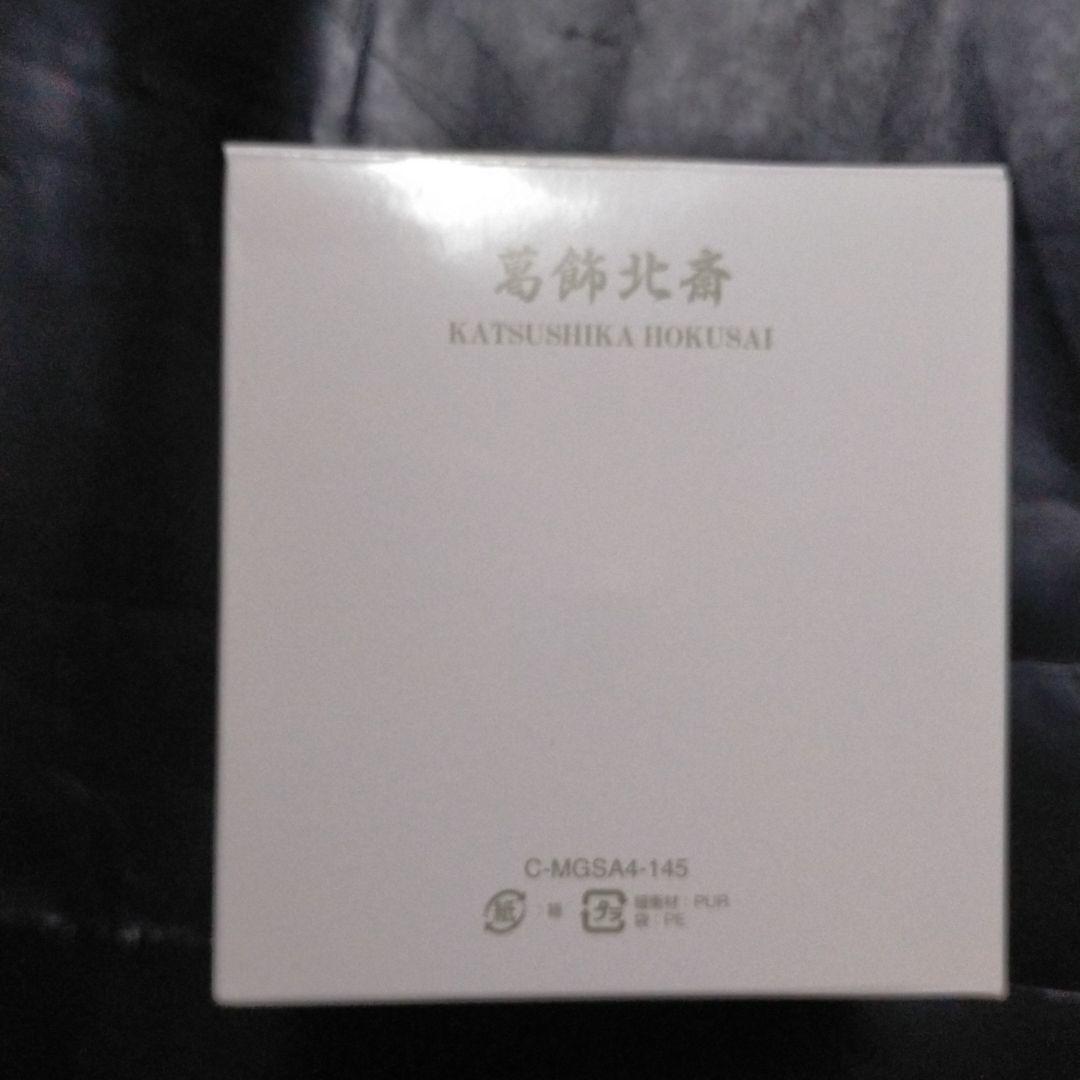 葛飾北斎
KATSUSHIKA HOKUSAI
C-MGSA4-145
紙 : 箱 プラ 緩衝材 : PUR
袋 : PE